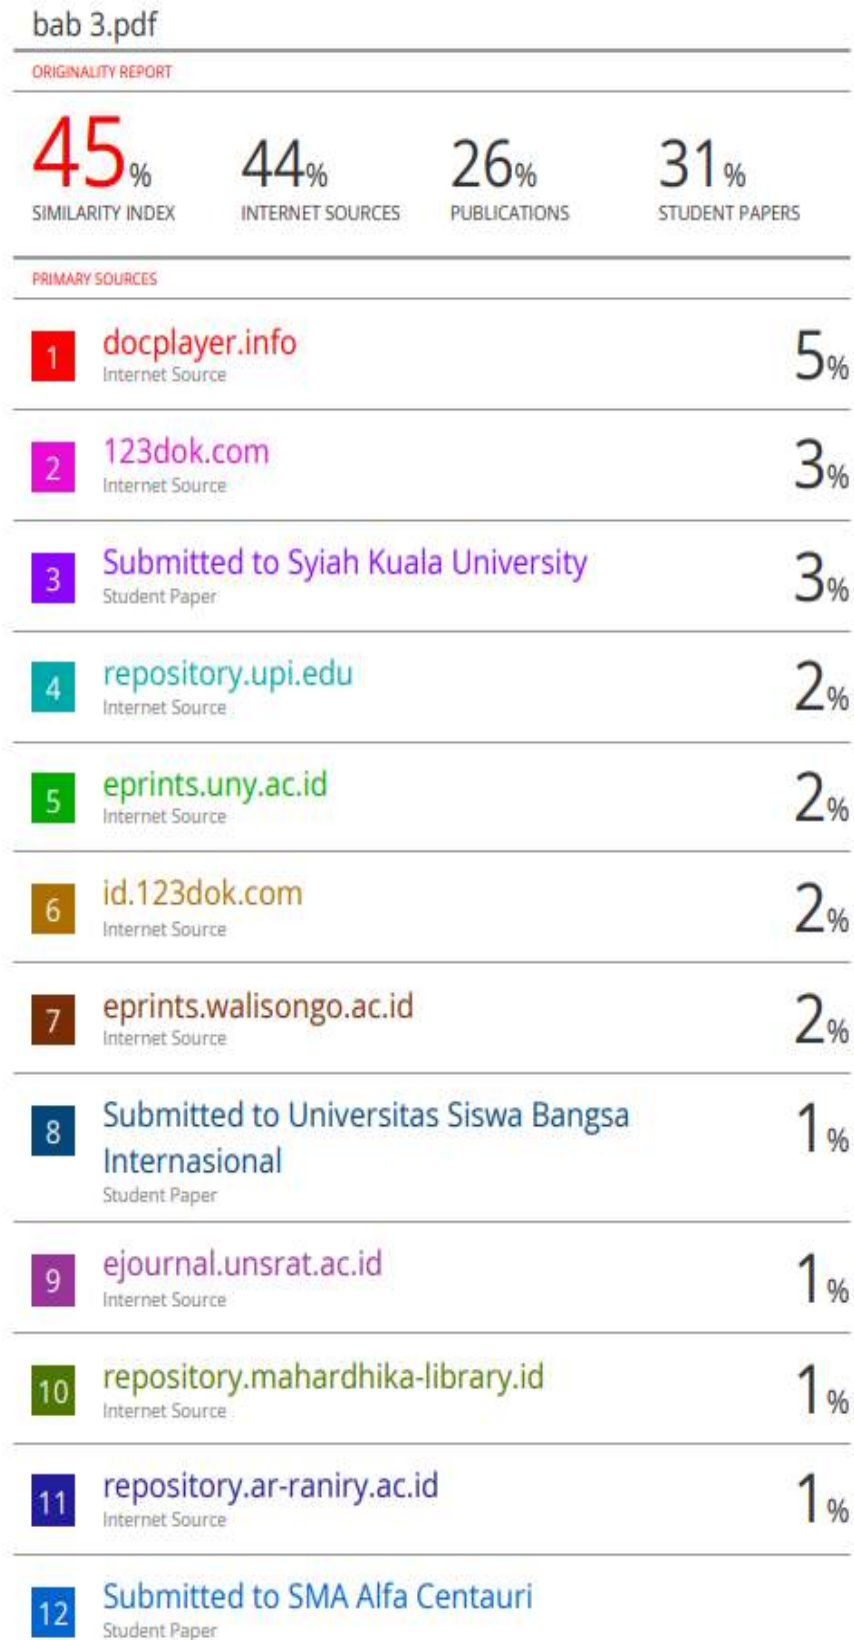 bab 3.pdf
ORIGINALITY REPORT
45% 44% 26% 31%
SIMILARITY INDEX INTERNET SOURCES PUBLICATIONS STUDENT PAPERS
PRIMARY SOURCES
1 docplayer.info 5%
Internet Source
2 123dok.com 3%
Internet Source
3 Submitted to Syiah Kuala University 3%
Student Paper
4 repository.upi.edu 2%
Internet Source
5 eprints.uny.ac.id 2%
Internet Source
6 id.123dok.com 2%
Internet Source
7 eprints.walisongo.ac.id 2%
Internet Source
8 Submitted to Universitas Siswa Bangsa 1%
Internasional
Student Paper
9 ejournal.unsrat.ac.id 1%
Internet Source
10 repository.mahardhika-library.id 1%
Internet Source
11 repository.ar-raniry.ac.id 1%
Internet Source
12 Submitted to SMA Alfa Centauri
Student Paper